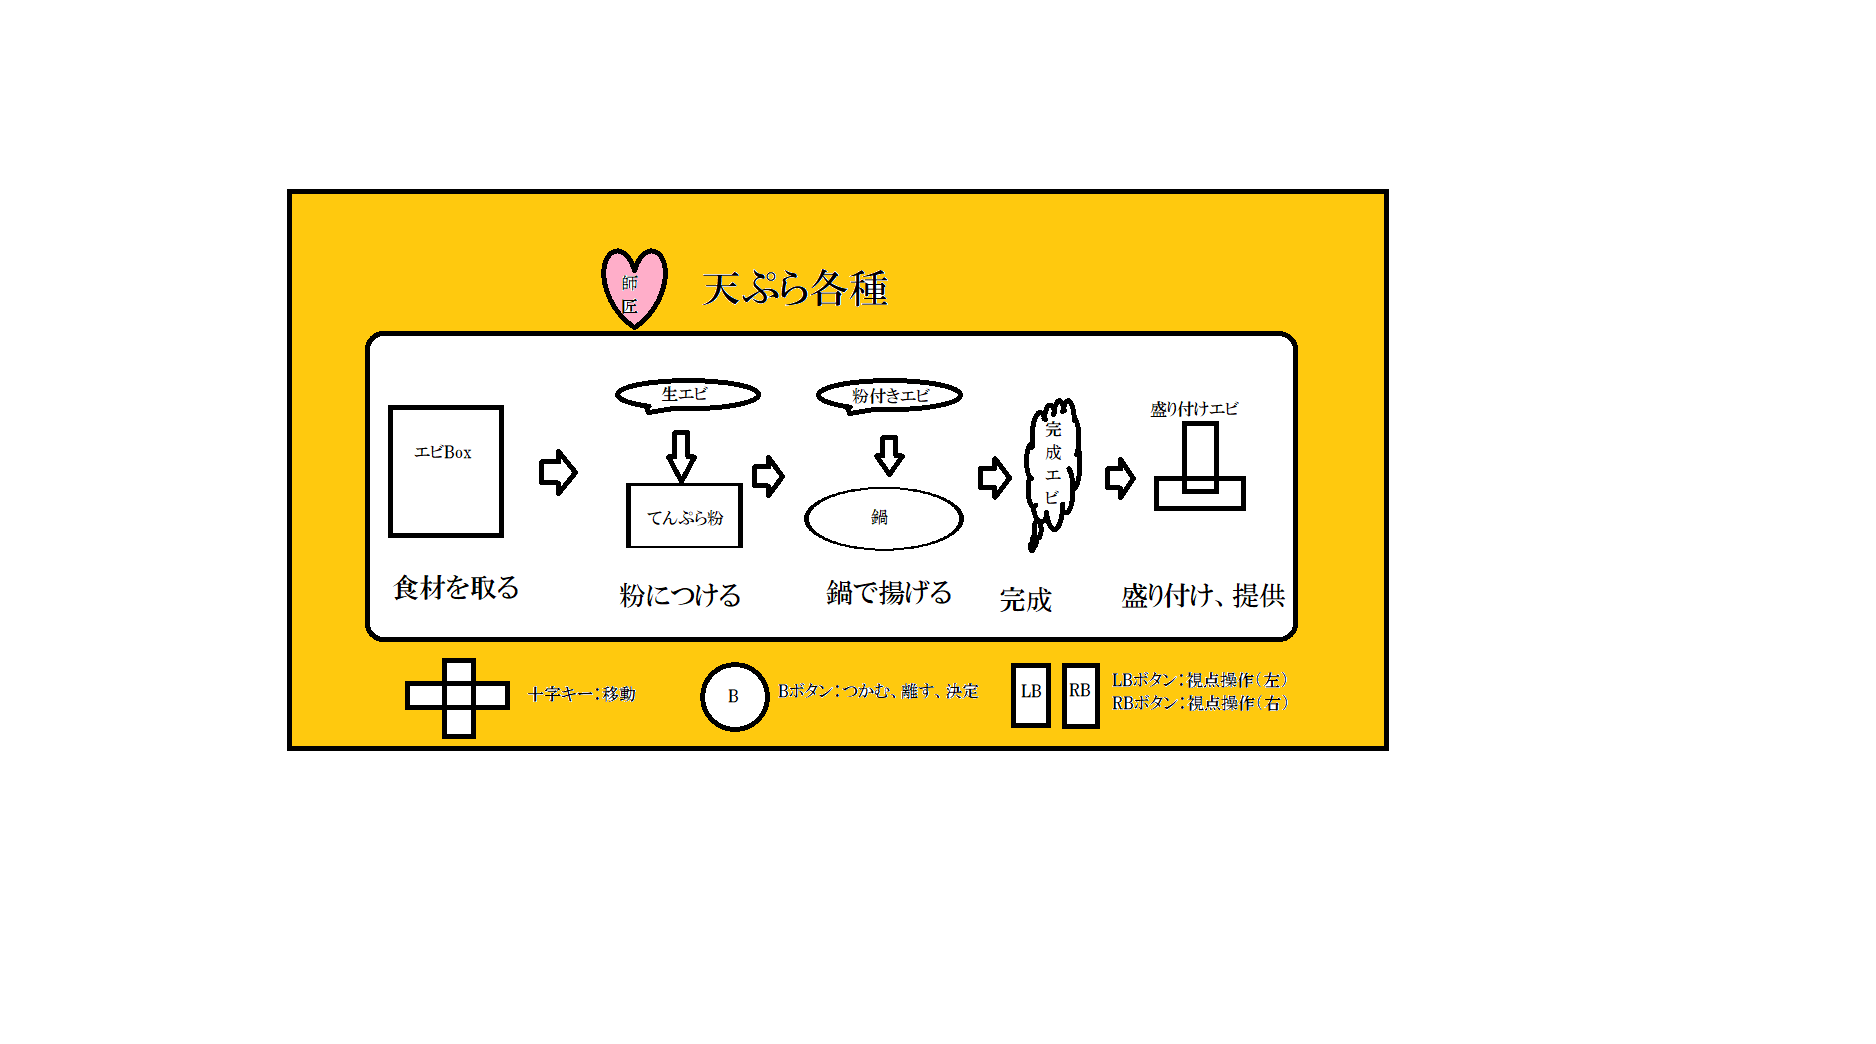 師匠
天ぷら各種
エビBox
生エビ
てんぷら粉
粉付きエビ
鍋
完成エビ
盛り付けエビ
食材を取る
粉につける
鍋で揚げる
完成
盛り付け、提供
十字キー：移動
B
Bボタン：つかむ、離す、決定
LB
RB
LBボタン：視点操作（左）
RBボタン：視点操作（右）